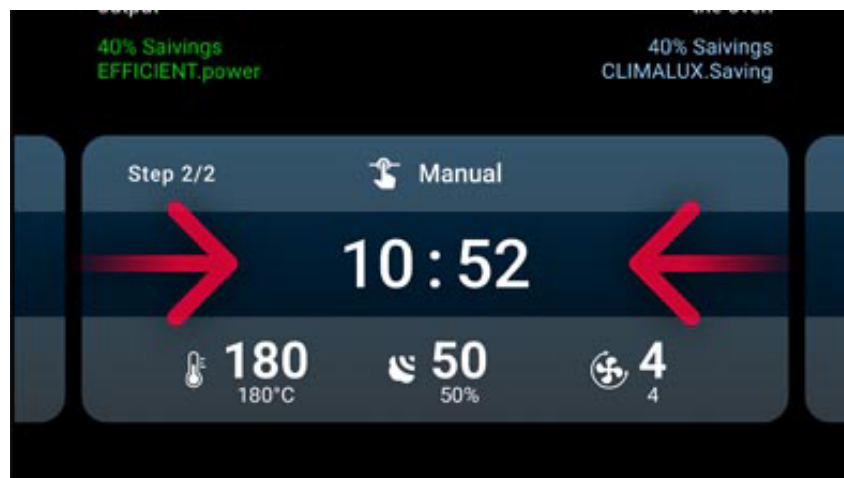 40% Saivings
EFFICIENT.power
40% Saivings
CLIMALUX.Saving
Step 2/2
Manual
10:52
180
180°C
50
50%
4
4